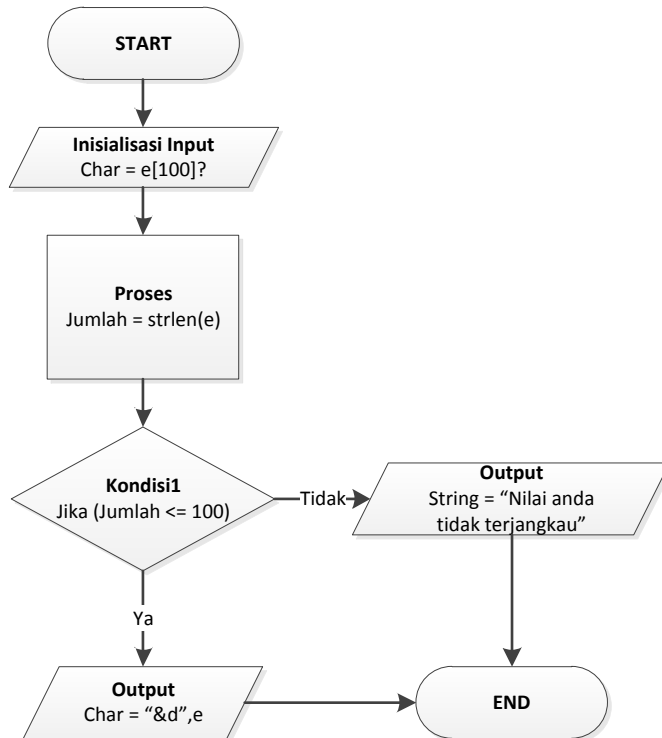 START
Inisialisasi Input
Char = e[100]?
Proses
Jumlah = strlen(e)
Kondisi1
Jika (Jumlah <= 100)
Tidak
Output
String = “Nilai anda
tidak terjangkau”
Ya
Output
Char = “&d”,e
END